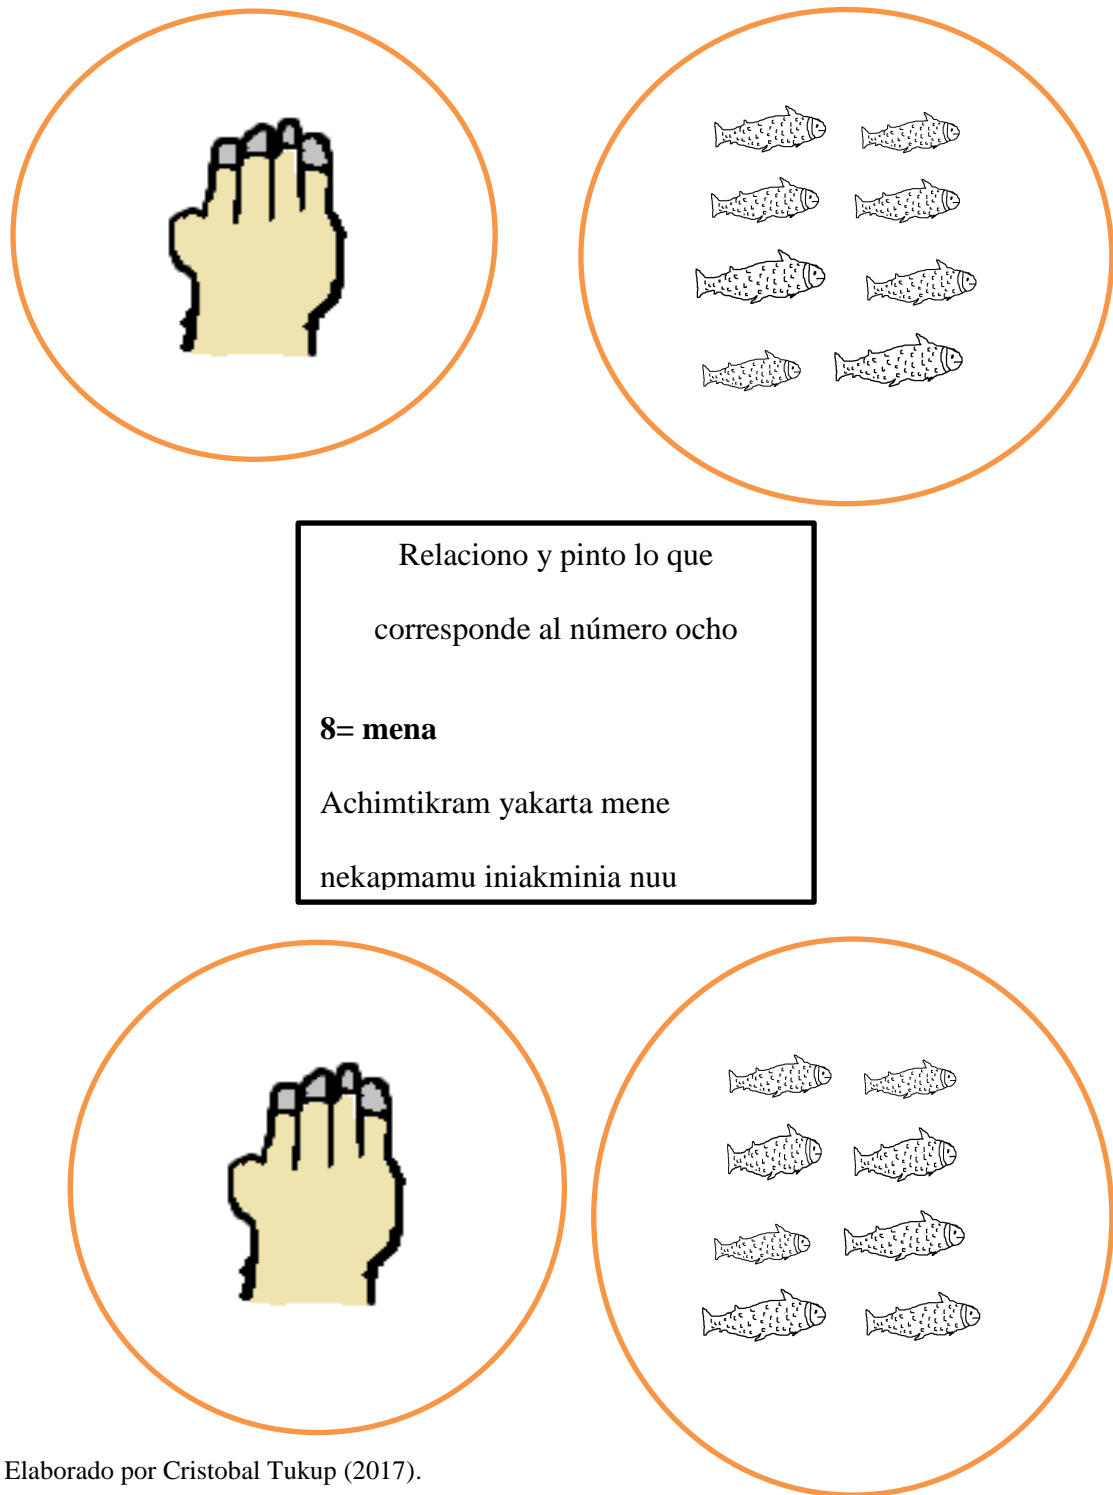 Relaciono y pinto lo que
corresponde al número ocho
8= mena
Achimtikram yakarta mene
nekapmamu iniakminia nuu
Elaborado por Cristobal Tukup (2017).